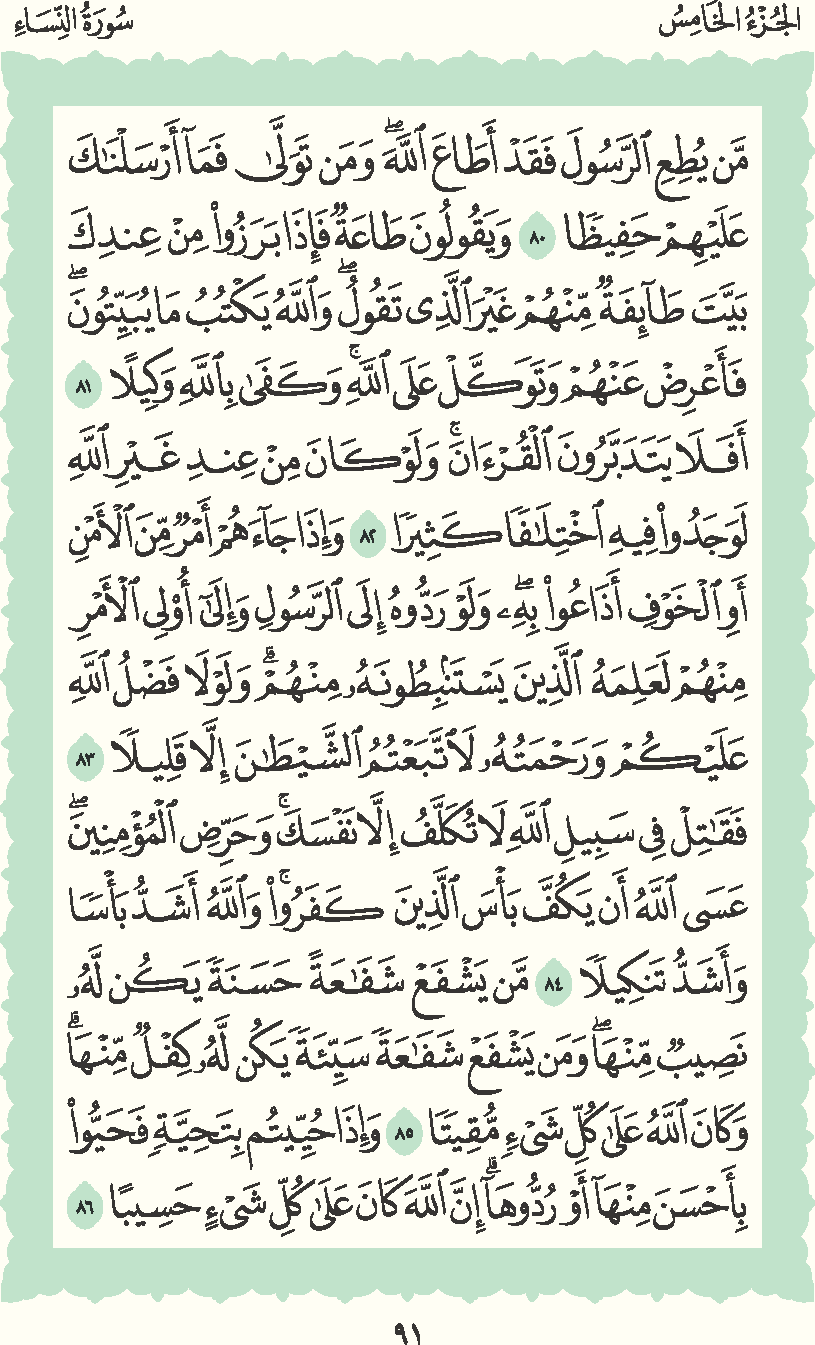 الجُزْءُ الخَامِسُ
سُورَةُ النِّسَاءِ
مَّن يُطِعِ ٱلرَّسُولَ فَقَدْ أَطَاعَ ٱللَّهَۖ وَمَن تَوَلَّىٰ فَمَآ أَرْسَلْنَٰكَ
عَلَيْهِمْ حَفِيظًا ٨٠ وَيَقُولُونَ طَاعَةٌ فَإِذَا بَرَزُوا۟ مِنْ عِندِكَ
بَيَّتَ طَآئِفَةٌ مِّنْهُمْ غَيْرَ ٱلَّذِى تَقُولُۖ وَٱللَّهُ يَكْتُبُ مَا يُبَيِّتُونَۖ
فَأَعْرِضْ عَنْهُمْ وَتَوَكَّلْ عَلَى ٱللَّهِۚ وَكَفَىٰ بِٱللَّهِ وَكِيلًا ٨١
أَفَلَا يَتَدَبَّرُونَ ٱلْقُرْءَانَۚ وَلَوْ كَانَ مِنْ عِندِ غَيْرِ ٱللَّهِ
لَوَجَدُوا۟ فِيهِ ٱخْتِلَٰفًا كَثِيرًا ٨٢ وَإِذَا جَآءَهُمْ أَمْرٌ مِّنَ ٱلْأَمْنِ
أَوِ ٱلْخَوْفِ أَذَاعُوا۟ بِهِۦۖ وَلَوْ رَدُّوهُ إِلَى ٱلرَّسُولِ وَإِلَىٰٓ أُو۟لِى ٱلْأَمْرِ
مِنْهُمْ لَعَلِمَهُ ٱلَّذِينَ يَسْتَنۢبِطُونَهُۥ مِنْهُمْۗ وَلَوْلَا فَضْلُ ٱللَّهِ
عَلَيْكُمْ وَرَحْمَتُهُۥ لَٱتَّبَعْتُمُ ٱلشَّيْطَٰنَ إِلَّا قَلِيلًا ٨٣
فَقَٰتِلْ فِى سَبِيلِ ٱللَّهِ لَا تُكَلَّفُ إِلَّا نَفْسَكَۚ وَحَرِّضِ ٱلْمُؤْمِنِينَۖ
عَسَى ٱللَّهُ أَن يَكُفَّ بَأْسَ ٱلَّذِينَ كَفَرُوا۟ۚ وَٱللَّهُ أَشَدُّ بَأْسًا
وَأَشَدُّ تَنكِيلًا ٨٤ مَّن يَشْفَعْ شَفَٰعَةً حَسَنَةً يَكُن لَّهُۥ
نَصِيبٌ مِّنْهَاۖ وَمَن يَشْفَعْ شَفَٰعَةً سَيِّئَةً يَكُن لَّهُۥ كِفْلٌ مِّنْهَاۗ
وَكَانَ ٱللَّهُ عَلَىٰ كُلِّ شَىْءٍ مُّقِيتًا ٨٥ وَإِذَا حُيِّيتُم بِتَحِيَّةٍ فَحَيُّوا۟
بِأَحْسَنَ مِنْهَآ أَوْ رُدُّوهَآۗ إِنَّ ٱللَّهَ كَانَ عَلَىٰ كُلِّ شَىْءٍ حَسِيبًا ٨٦
٩١